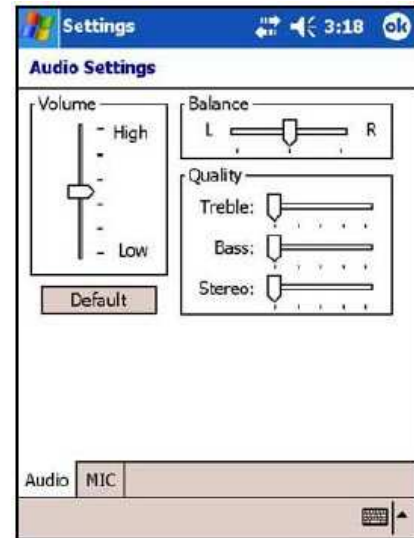 Settings 3:18 ok
Audio Settings
Volume
High
Low
Default
Balance
L R
Quality
Treble:
Bass:
Stereo:
Audio MIC